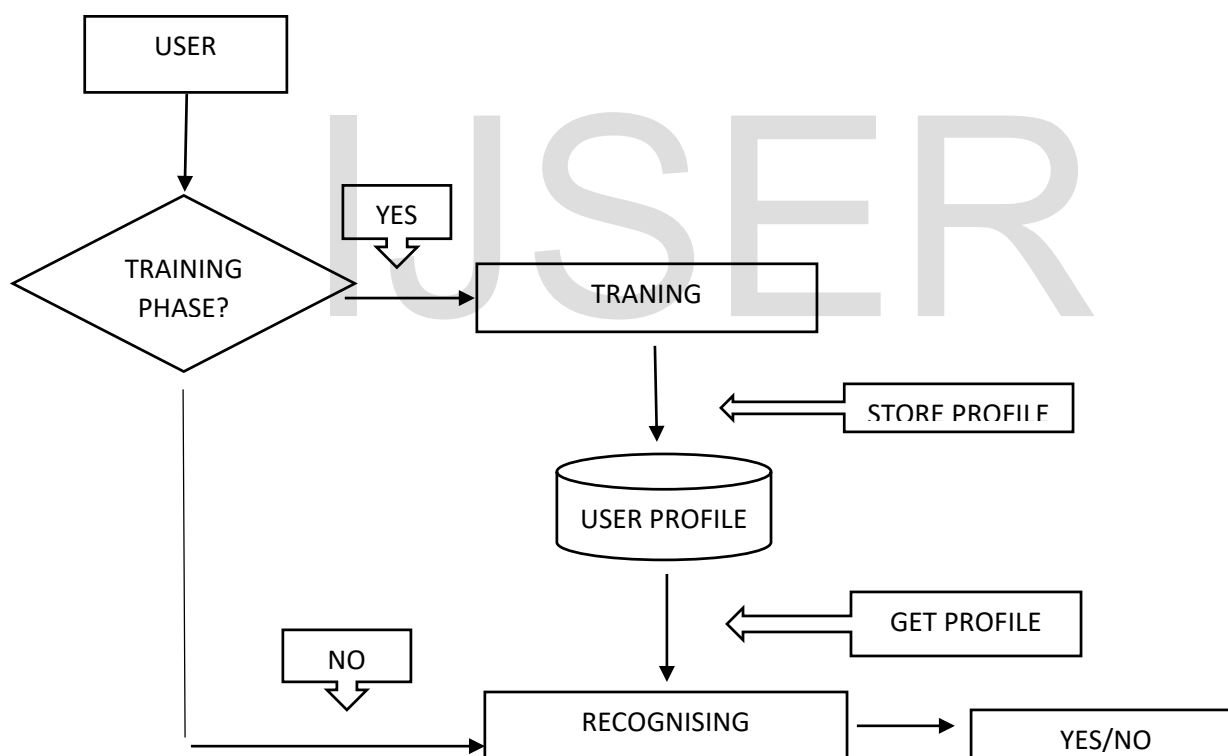 USER
IJSER
YES
TRAINING
PHASE?
TRANING
STORE PROFILE
USER PROFILE
GET PROFILE
NO
RECOGNISING
YES/NO